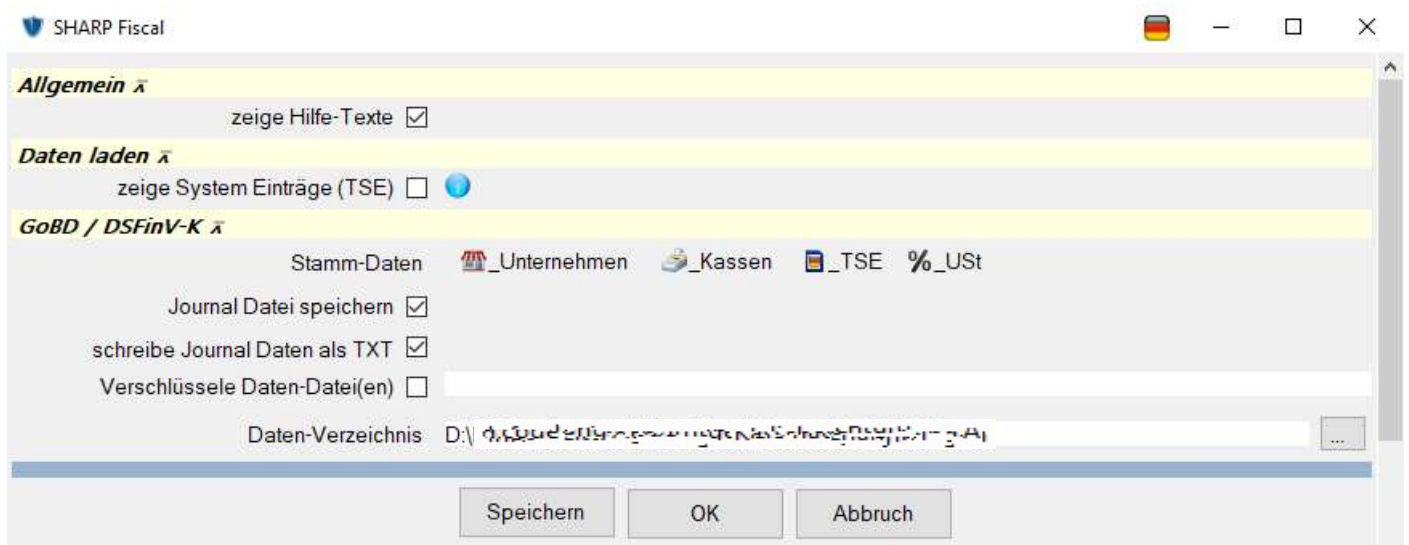 SHARP Fiscal
Allgemein
zeige Hilfe-Texte
Daten laden
zeige System Einträge (TSE)
GoBD / DSFinV-K
Stamm-Daten _Unternehmen _Kassen _TSE %_USt
Journal Datei speichern
schreibe Journal Daten als TXT
Verschlüssele Daten-Datei(en)
Daten-Verzeichnis D:\ ...
Speichern OK Abbruch